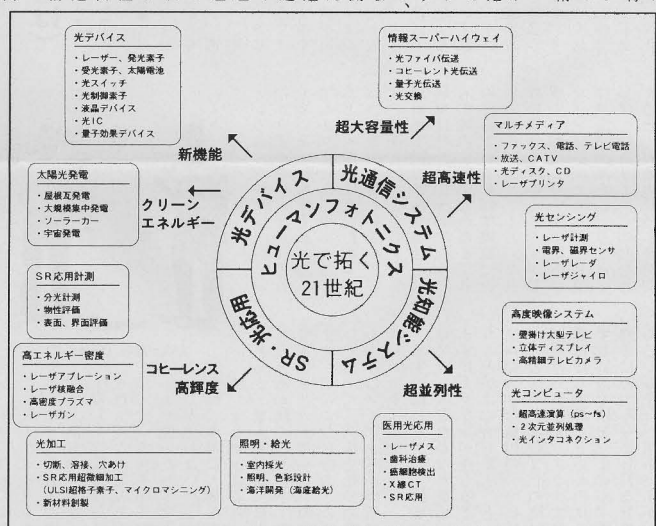 光デバイス
・レーザー、発光素子
・受光素子、太陽電池
・光スイッチ
・光制御素子
・液晶デバイス
・光IC
・量子効果デバイス
情報スーパーハイウェイ
・光ファイバ伝送
・コヒーレント光伝送
・量子光伝送
・光交換
マルチメディア
・ファックス、電話、テレビ電話
・放送、CATV
・光ディスク、CD
・レーザプリンタ
太陽光発電
・屋根瓦発電
・大規模集中発電
・ソーラーカー
・宇宙発電
新機能
クリーン
エネルギー
超大容量性
超高速性
光デバイス
光通信システム
ヒューマンフォトニクス
光で拓く
21世紀
SR・光応用
光知能システム
コヒーレンス
高輝度
超並列性
光センシング
・レーザ計測
・電界、磁界センサ
・レーザレーダ
・レーザジャイロ
SR応用計測
・分光計測
・物性評価
・表面、界面評価
高度映像システム
・壁掛け大型テレビ
・立体ディスプレイ
・高精細テレビカメラ
高エネルギー密度
・レーザアブレーション
・レーザ核融合
・高密度プラズマ
・レーザガン
光コンピュータ
・超高速演算(ps~fs)
・2次元並列処理
・光インタコネクション
光加工
・切断、溶接、穴あけ
・SR応用超微細加工
(ULSI超格子素子、マイクロマシニング)
・新材料創製
照明・給光
・室内採光
・照明、色彩設計
・海洋開発(海底給光)
医用光応用
・レーザメス
・歯科治療
・癌細胞検出
・X線CT
・SR応用